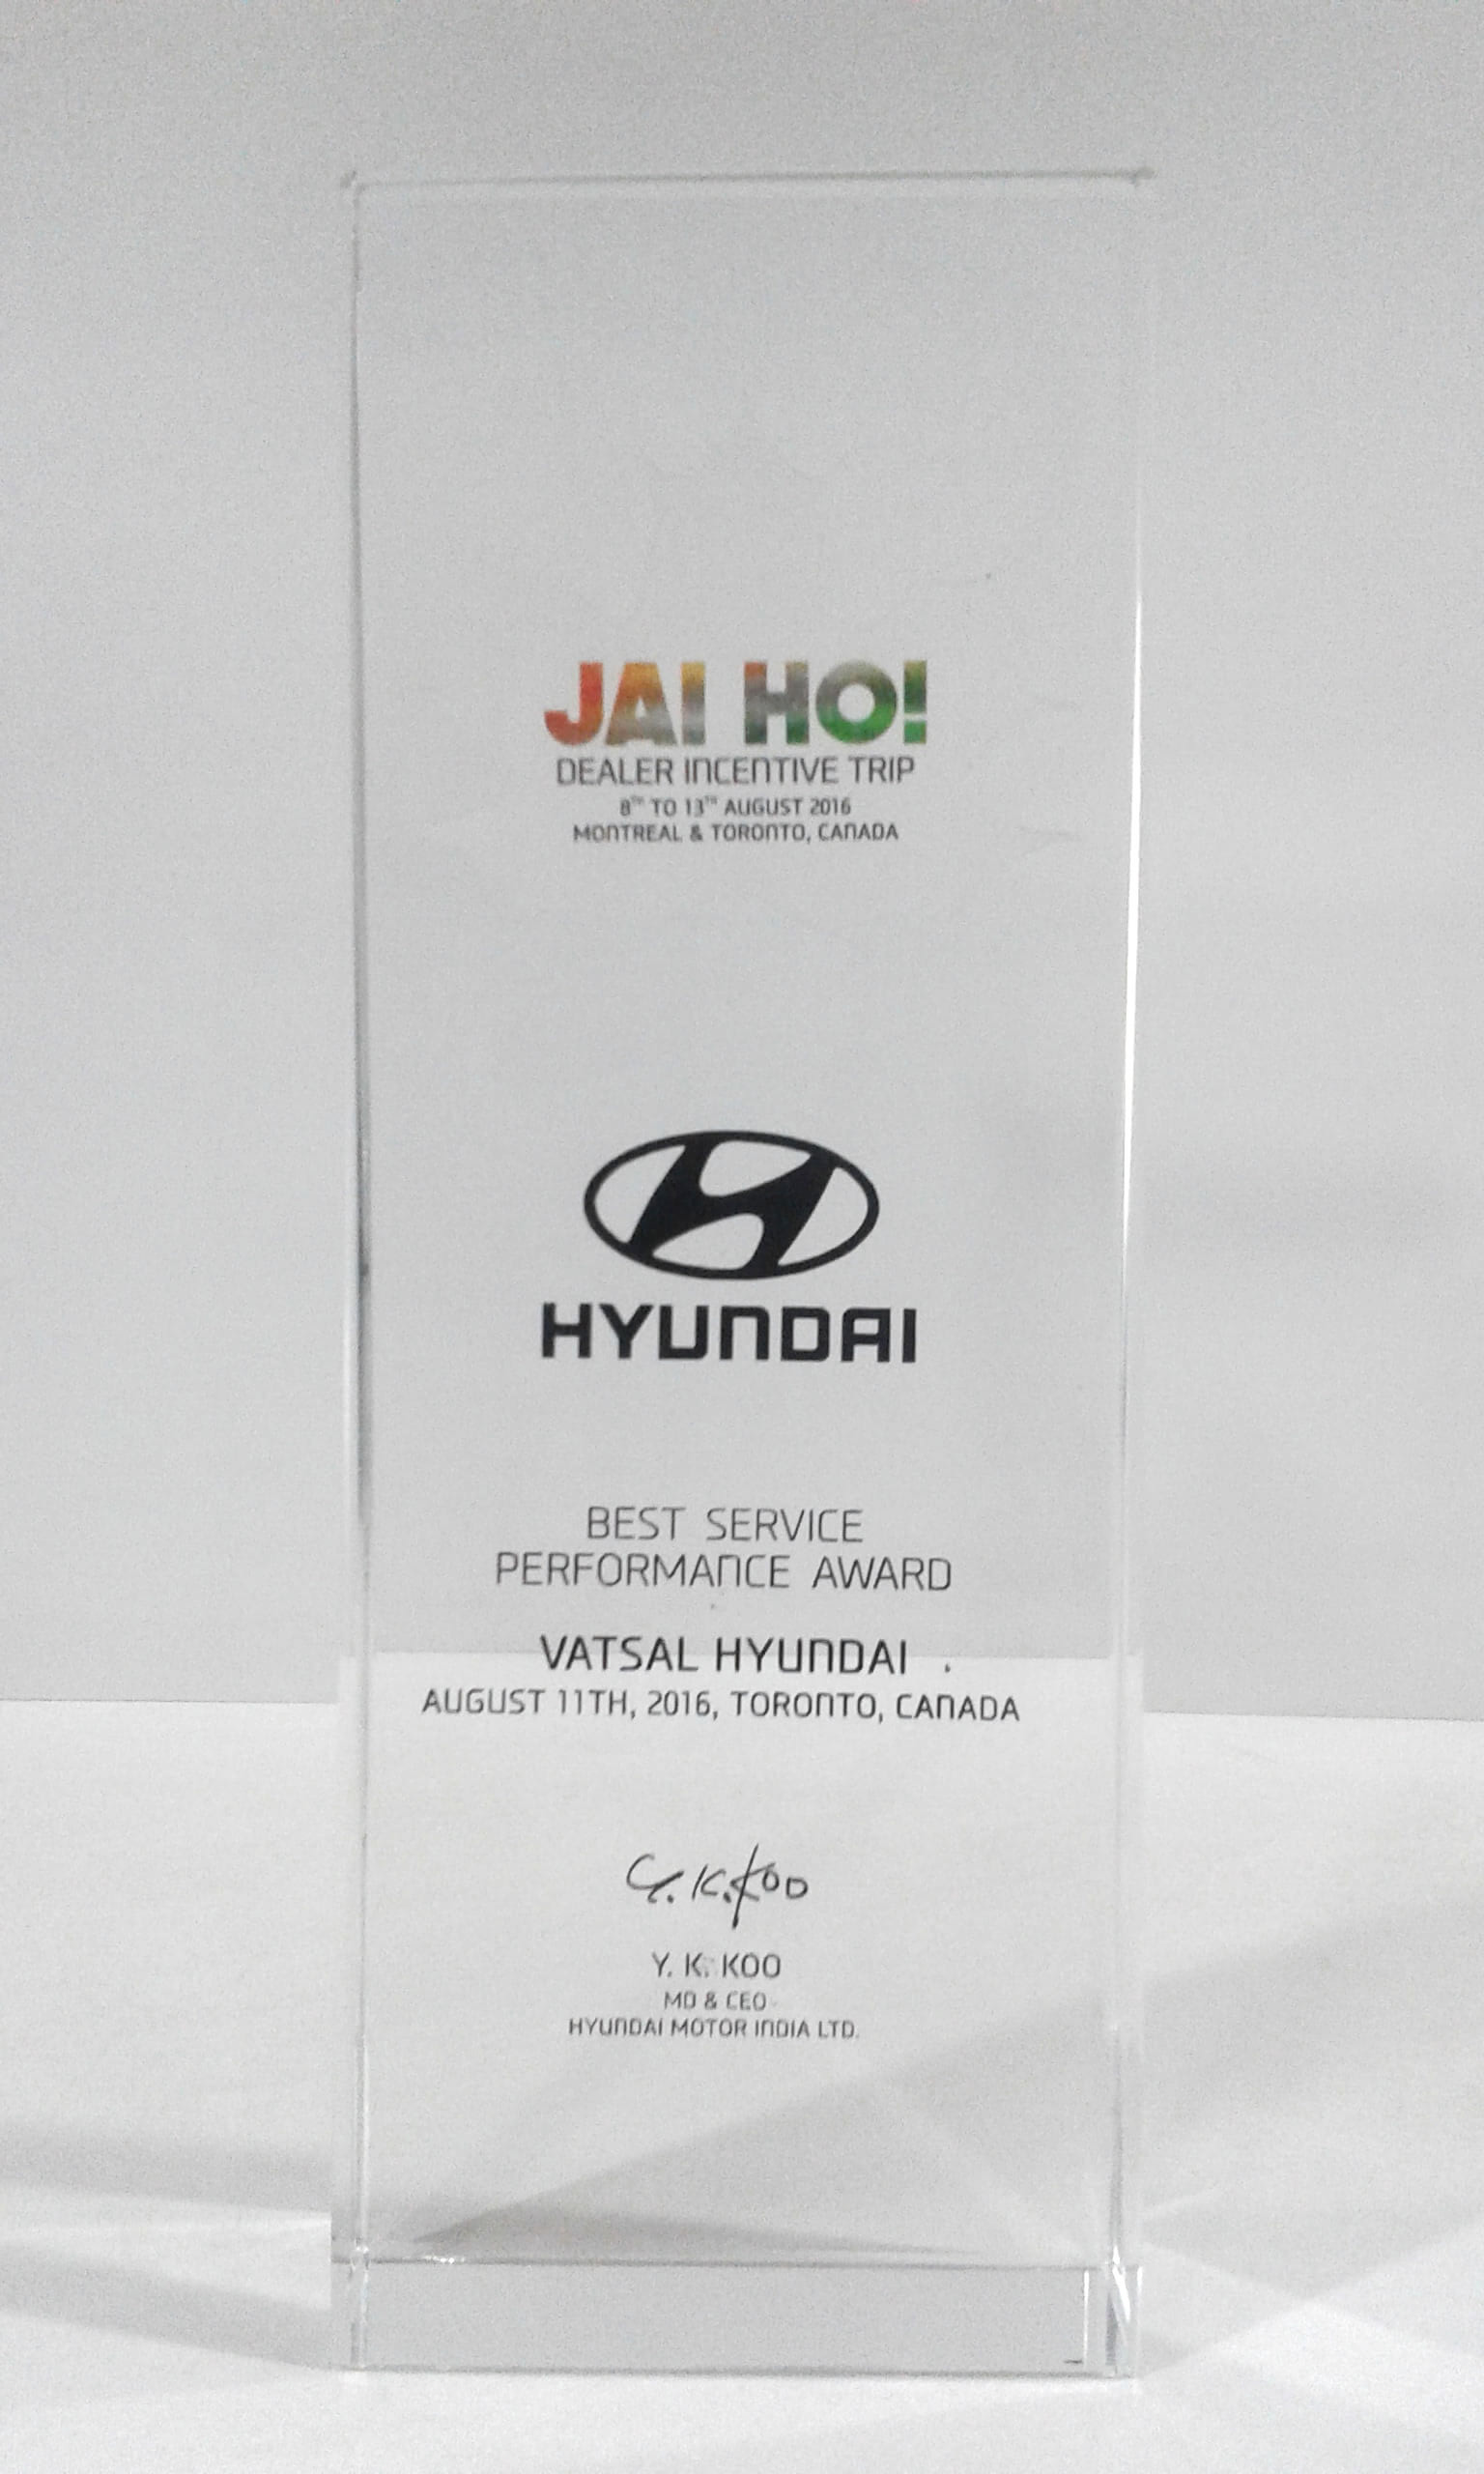 JAI HO!
DEALER INCENTIVE TRIP
8TH TO 13TH AUGUST 2016
MONTREAL & TORONTO, CANADA
HYUNDAI
BEST SERVICE
PERFORMANCE AWARD
VATSAL HYUNDAI
AUGUST 11TH, 2016, TORONTO, CANADA
Y. K. Koo
Y. K. KOO
MD & CEO
HYUNDAI MOTOR INDIA LTD.